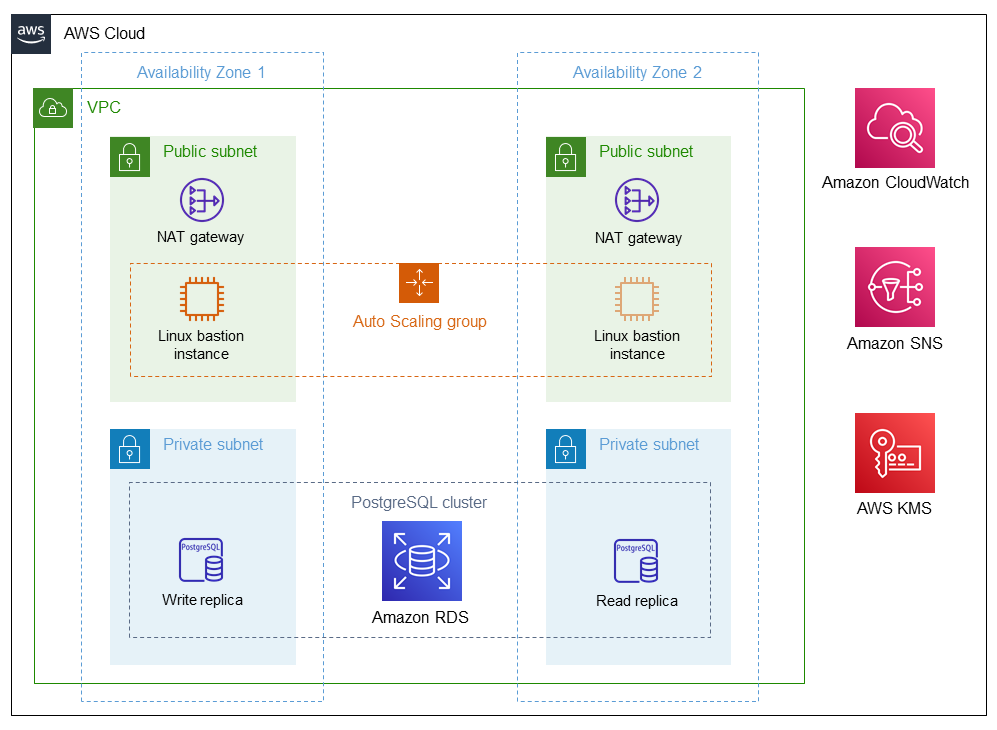 aws
AWS Cloud
Availability Zone 1
Availability Zone 2
VPC
Public subnet
Public subnet
NAT gateway
NAT gateway
Amazon CloudWatch
Auto Scaling group
Linux bastion
instance
Linux bastion
instance
Amazon SNS
Private subnet
Private subnet
PostgreSQL cluster
PostgreSQL
PostgreSQL
Write replica
Read replica
Amazon RDS
AWS KMS